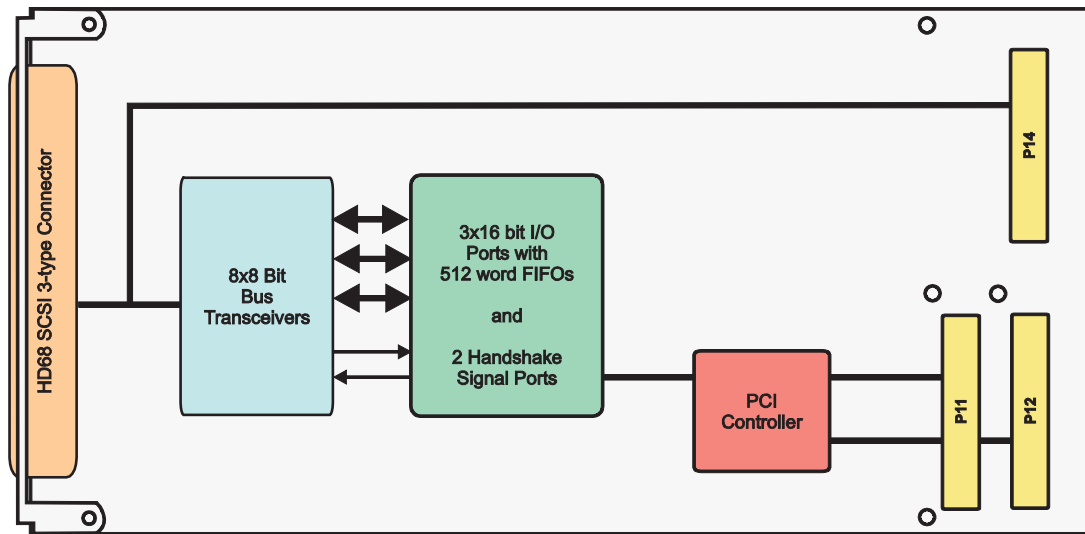 HD68 SCSI 3-type Connector
8x8 Bit
Bus
Transceivers
3x16 bit I/O
Ports with
512 word FIFOs
and
2 Handshake
Signal Ports
PCI
Controller
P14
P11
P12